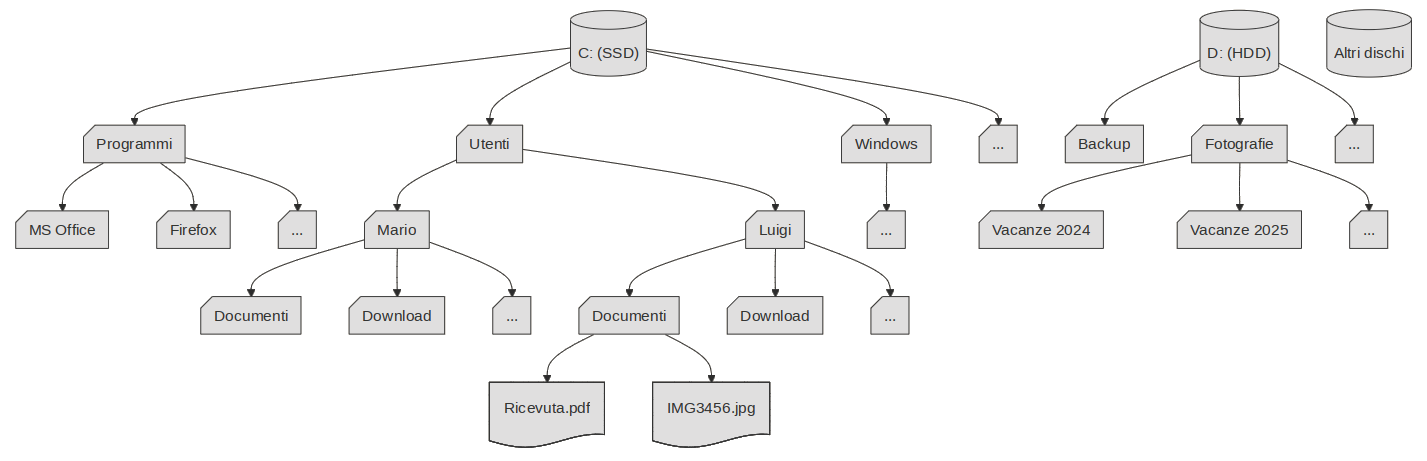 C: (SSD)
D: (HDD)
Altri dischi
Programmi
Utenti
Windows
...
Backup
Fotografie
...
MS Office
Firefox
...
Mario
Luigi
...
Vacanze 2024
Vacanze 2025
...
Documenti
Download
...
Documenti
Download
...
Ricevuta.pdf
IMG3456.jpg